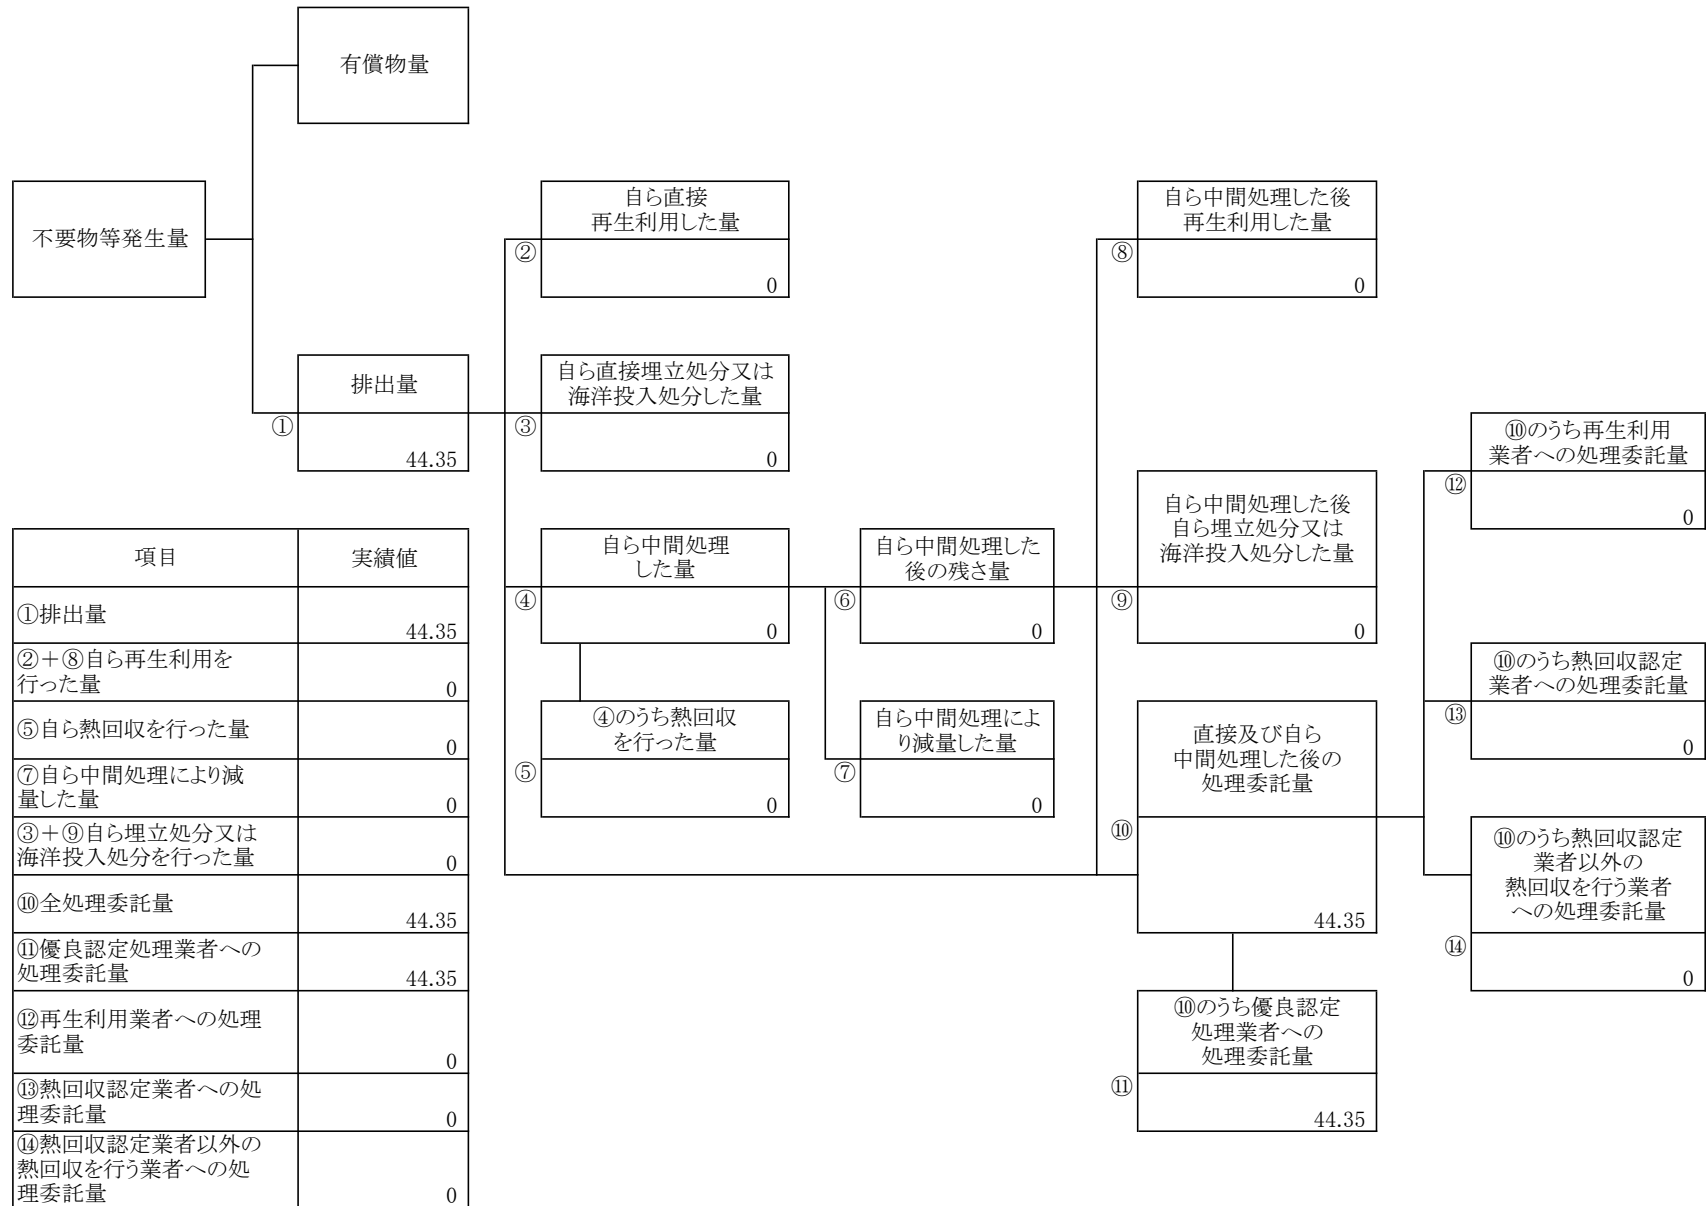 有償物量
不要物等発生量
自ら直接
再生利用した量
②
0
自ら中間処理した後
再生利用した量
⑧
0
排出量
①
44.35
自ら直接埋立処分又は
海洋投入処分した量
③
0
⑩のうち再生利用
業者への処理委託量
⑫
0
自ら中間処理
した量
④
0
自ら中間処理した
後の残さ量
⑥
0
自ら中間処理した後
自ら埋立処分又は
海洋投入処分した量
⑨
0
⑩のうち熱回収認定
業者への処理委託量
⑬
0
④のうち熱回収
を行った量
⑤
0
自ら中間処理によ
り減量した量
⑦
0
直接及び自ら
中間処理した後の
処理委託量
⑩
44.35
⑩のうち熱回収認定
業者以外の
熱回収を行う業者
への処理委託量
⑭
0
⑩のうち優良認定
処理業者への
処理委託量
⑪
44.35
項目 実績値
①排出量 44.35
②＋⑧自ら再生利用を
行った量 0
⑤自ら熱回収を行った量 0
⑦自ら中間処理により減
量した量 0
③＋⑨自ら埋立処分又は
海洋投入処分を行った量 0
⑩全処理委託量 44.35
⑪優良認定処理業者への
処理委託量 44.35
⑫再生利用業者への処理
委託量 0
⑬熱回収認定業者への処
理委託量 0
⑭熱回収認定業者以外の
熱回収を行う業者への処
理委託量 0